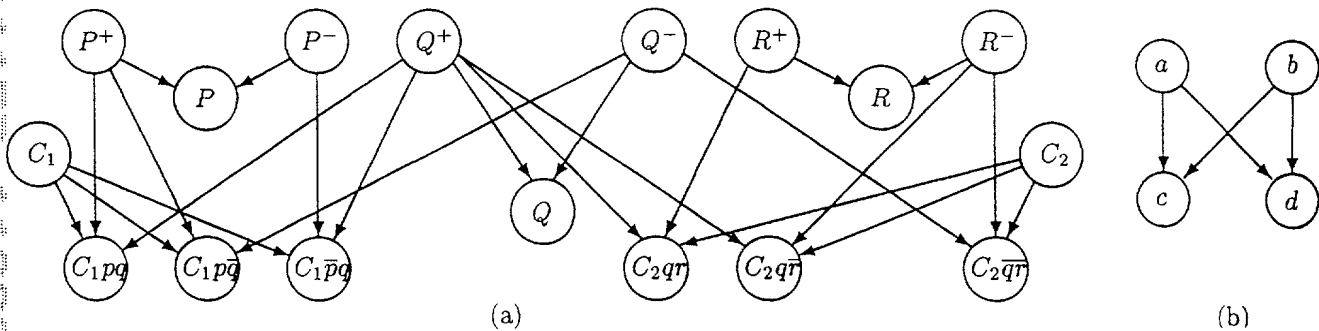 P⁺ P⁻ Q⁺ Q⁻ R⁺ R⁻
a b
P R
C₁ C₂
c d
Q
C₁pq C₁pq̅ C₁p̅q C₂qr C₂qr̅ C₂q̅r̅
(a) (b)